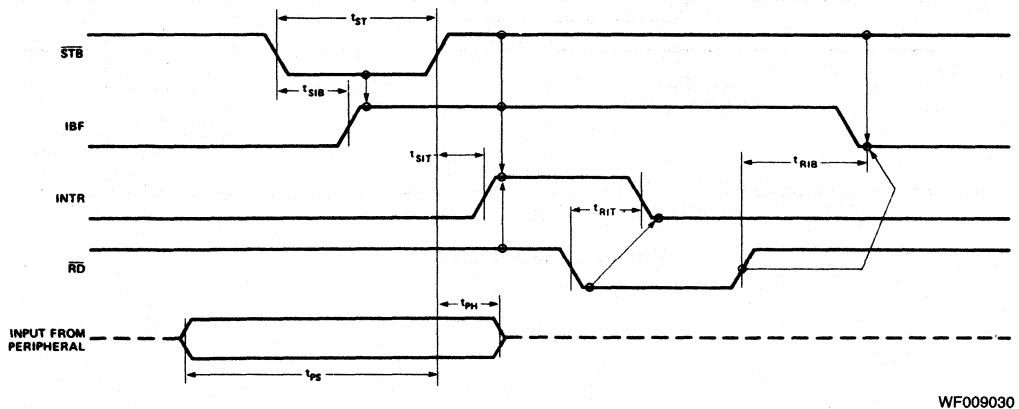 tST
STB
tSIB
IBF
tSIT
tRIB
INTR
tRIT
RD
tPH
INPUT FROM
PERIPHERAL
tPS
WF009030